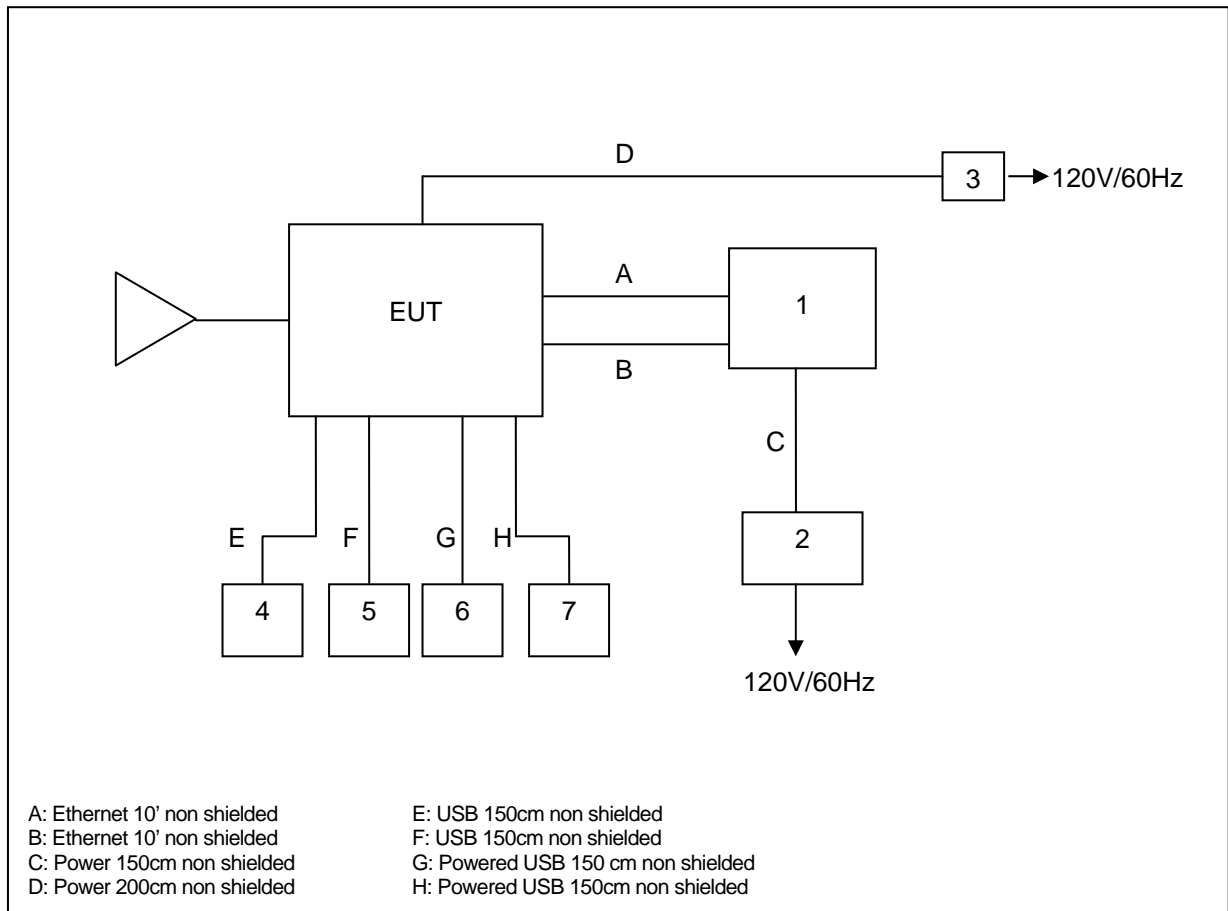 D
3
120V/60Hz
A
EUT
1
B
C
E
F
G
H
2
4
5
6
7
120V/60Hz
A: Ethernet 10’ non shielded
B: Ethernet 10’ non shielded
C: Power 150cm non shielded
D: Power 200cm non shielded
E: USB 150cm non shielded
F: USB 150cm non shielded
G: Powered USB 150 cm non shielded
H: Powered USB 150cm non shielded